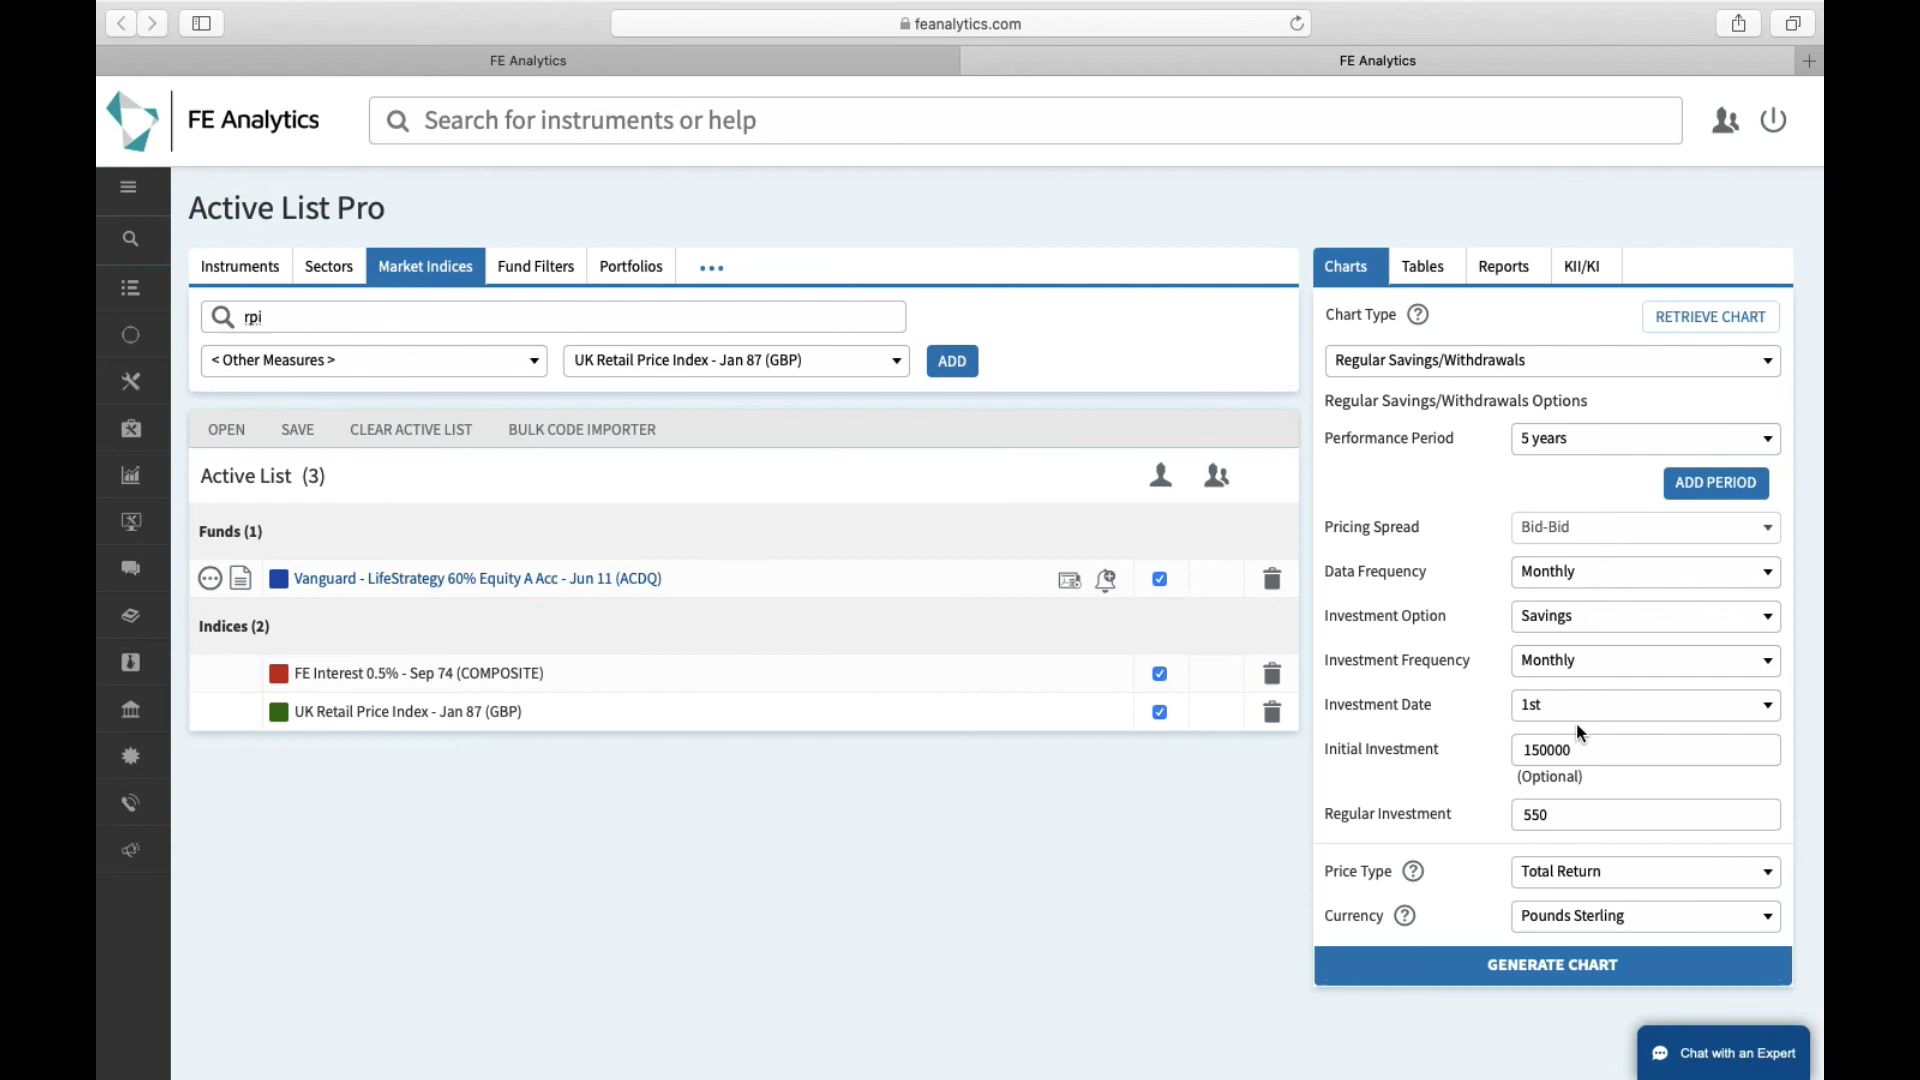 feanalytics.com
FE Analytics
FE Analytics
FE Analytics
Search for instruments or help
Active List Pro
Instruments
Sectors
Market Indices
Fund Filters
Portfolios
rpi
< Other Measures >
UK Retail Price Index - Jan 87 (GBP)
ADD
OPEN
SAVE
CLEAR ACTIVE LIST
BULK CODE IMPORTER
Active List (3)
Funds (1)
Vanguard - LifeStrategy 60% Equity A Acc - Jun 11 (ACDQ)
Indices (2)
FE Interest 0.5% - Sep 74 (COMPOSITE)
UK Retail Price Index - Jan 87 (GBP)
Charts
Tables
Reports
KII/KI
Chart Type ?
RETRIEVE CHART
Regular Savings/Withdrawals
Regular Savings/Withdrawals Options
Performance Period
5 years
ADD PERIOD
Pricing Spread
Bid-Bid
Data Frequency
Monthly
Investment Option
Savings
Investment Frequency
Monthly
Investment Date
1st
Initial Investment
150000
(Optional)
Regular Investment
550
Price Type ?
Total Return
Currency ?
Pounds Sterling
GENERATE CHART
Chat with an Expert